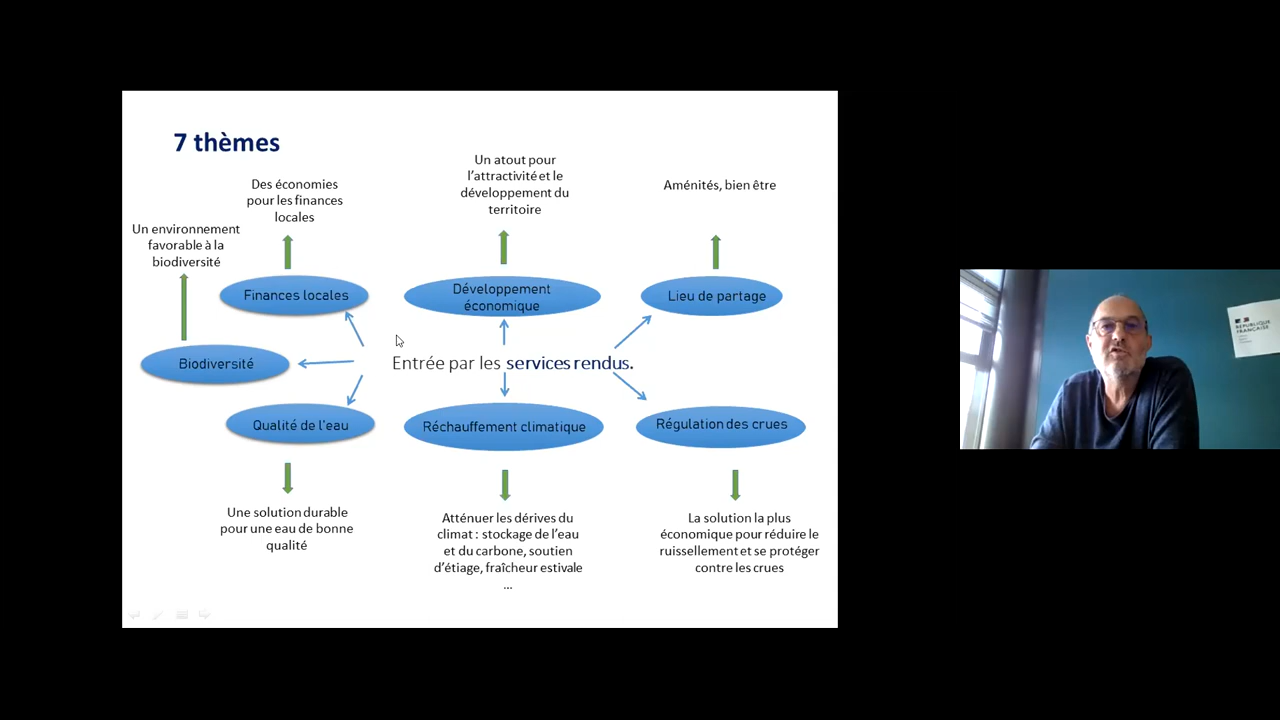 7 thèmes
Un environnement
favorable à la
biodiversité
Des économies
pour les finances
locales
Un atout pour
l'attractivité et le
développement du
territoire
Aménités, bien être
Finances locales
Développement
économique
Lieu de partage
Biodiversité
Entrée par les services rendus.
Qualité de l'eau
Réchauffement climatique
Régulation des crues
Une solution durable
pour une eau de bonne
qualité
Atténuer les dérives du
climat : stockage de l'eau
et du carbone, soutien
d'étiage, fraîcheur estivale
...
La solution la plus
économique pour réduire le
ruissellement et se protéger
contre les crues
RÉPUBLIQUE
FRANÇAISE